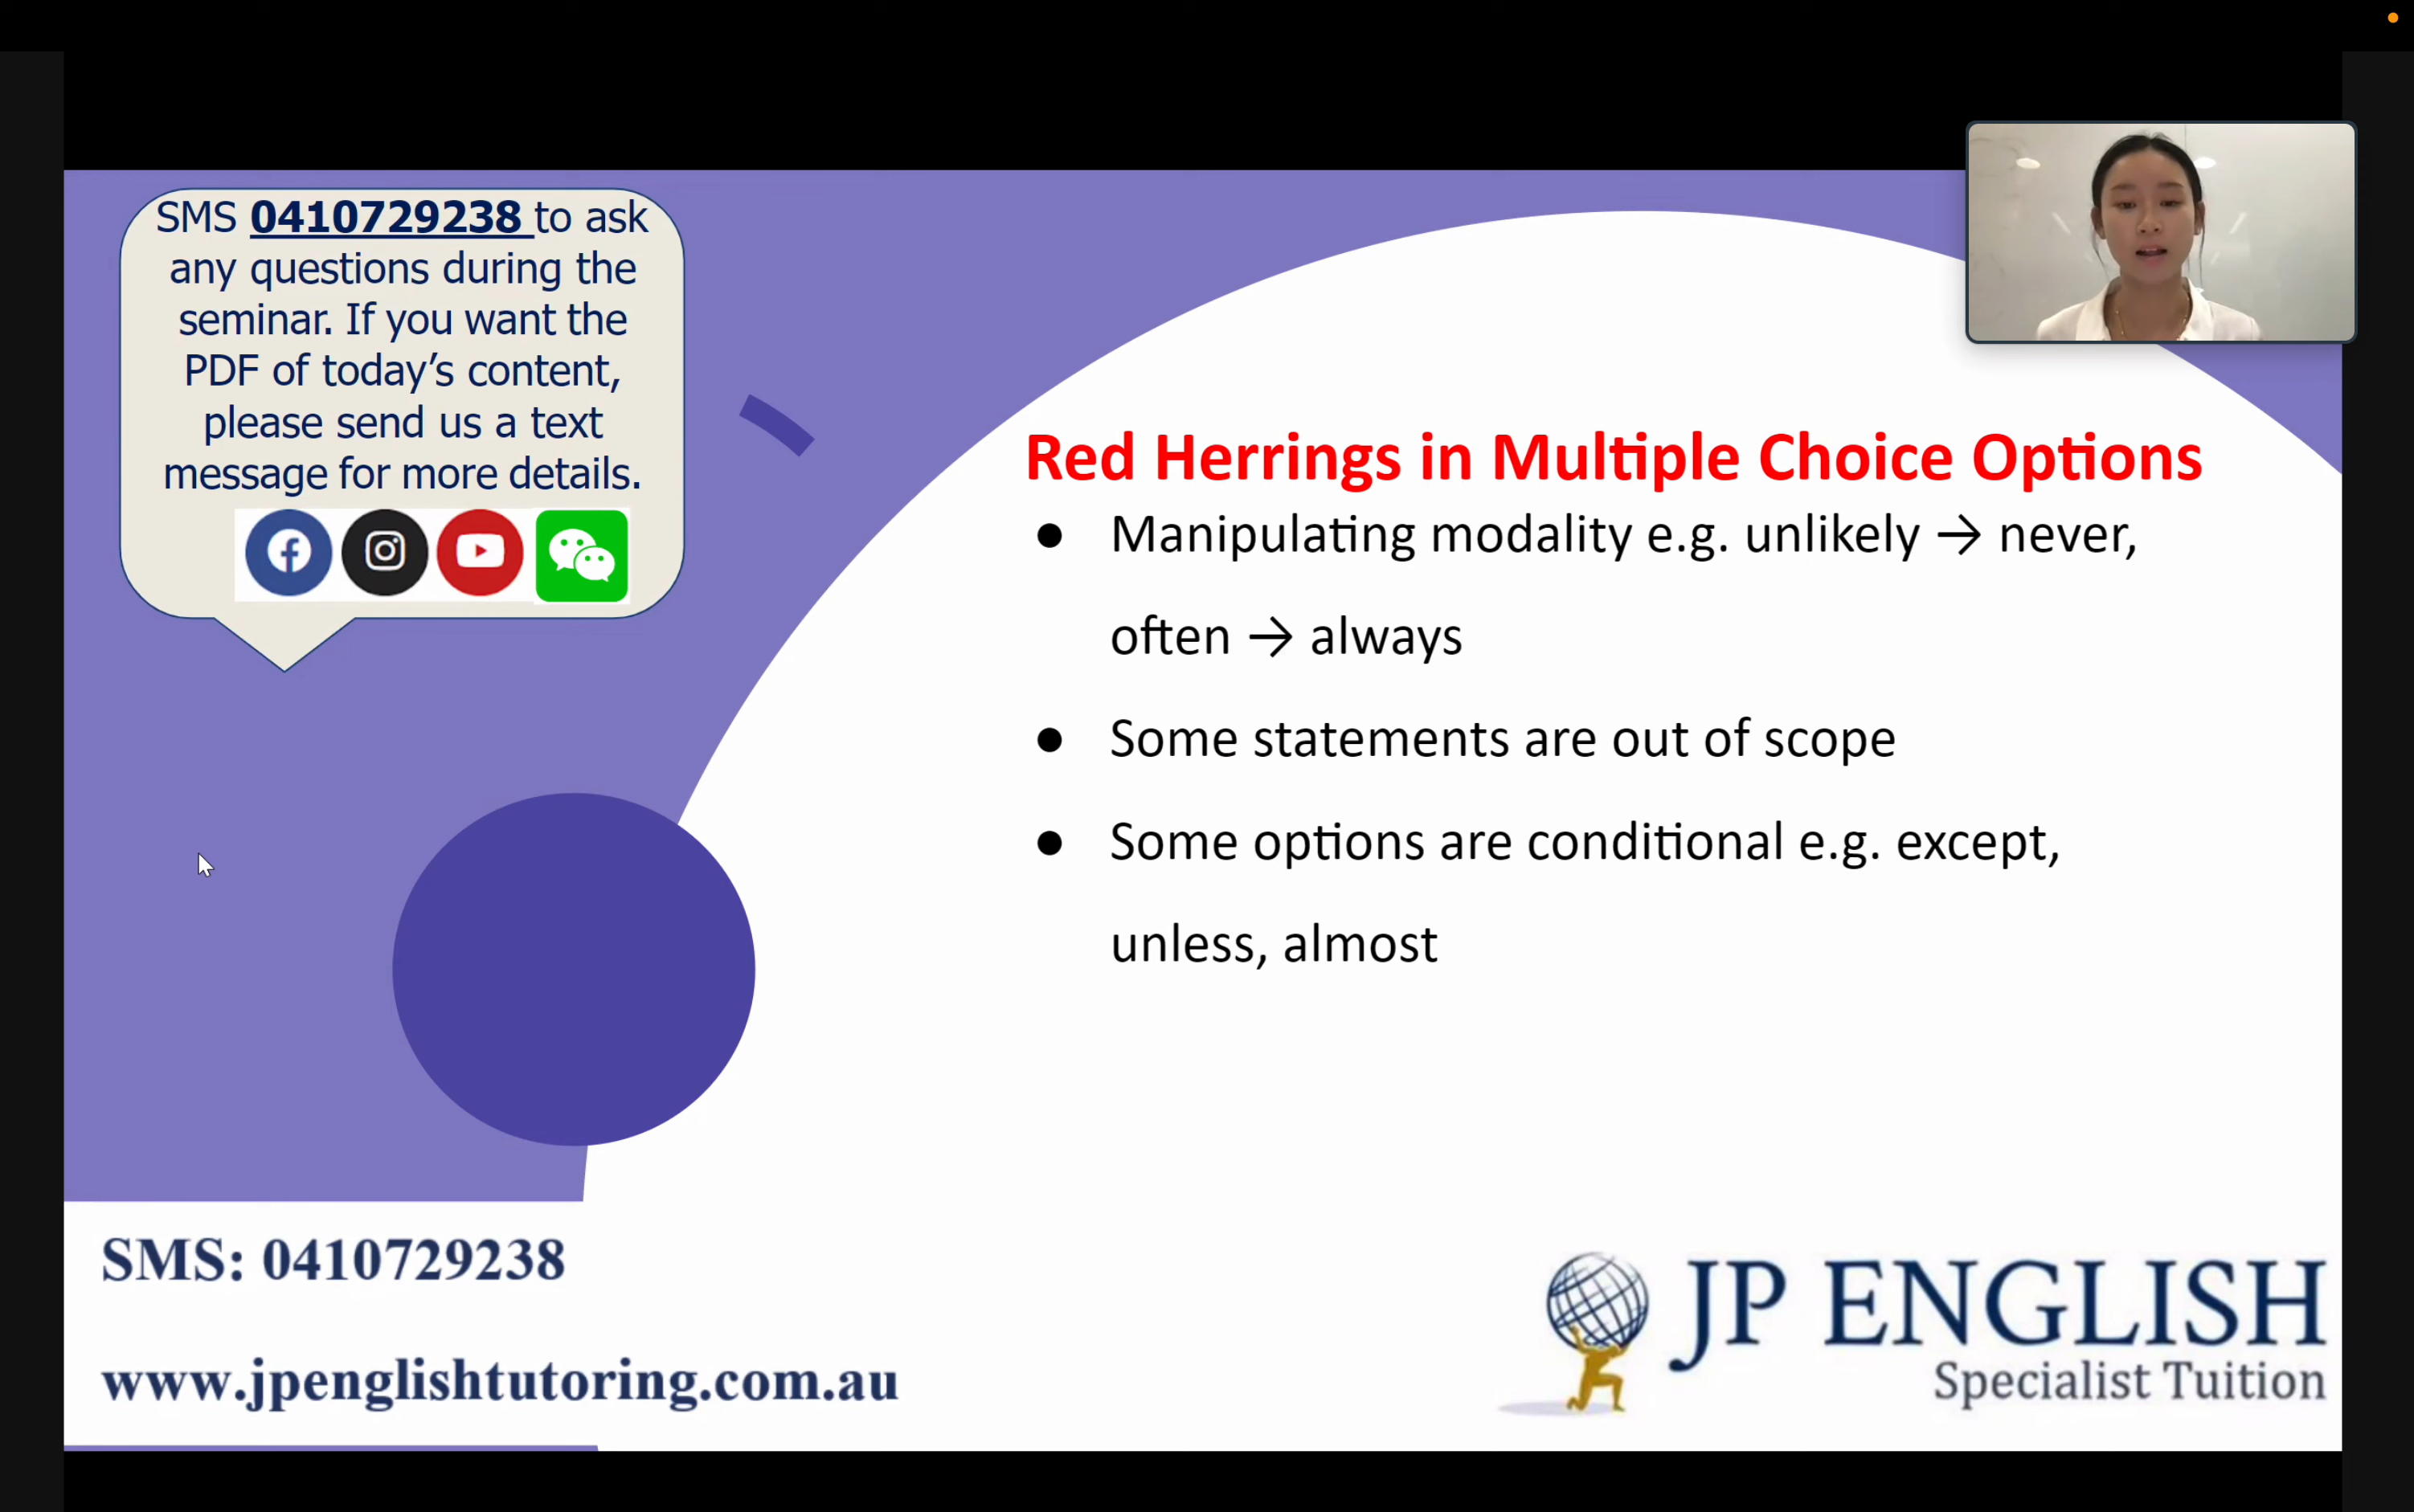 SMS 0410729238 to ask
any questions during the
seminar. If you want the
PDF of today’s content,
please send us a text
message for more details.
Red Herrings in Multiple Choice Options
● Manipulating modality e.g. unlikely → never,
often → always
● Some statements are out of scope
● Some options are conditional e.g. except,
unless, almost
SMS: 0410729238
www.jpenglishtutoring.com.au
JP ENGLISH
Specialist Tuition